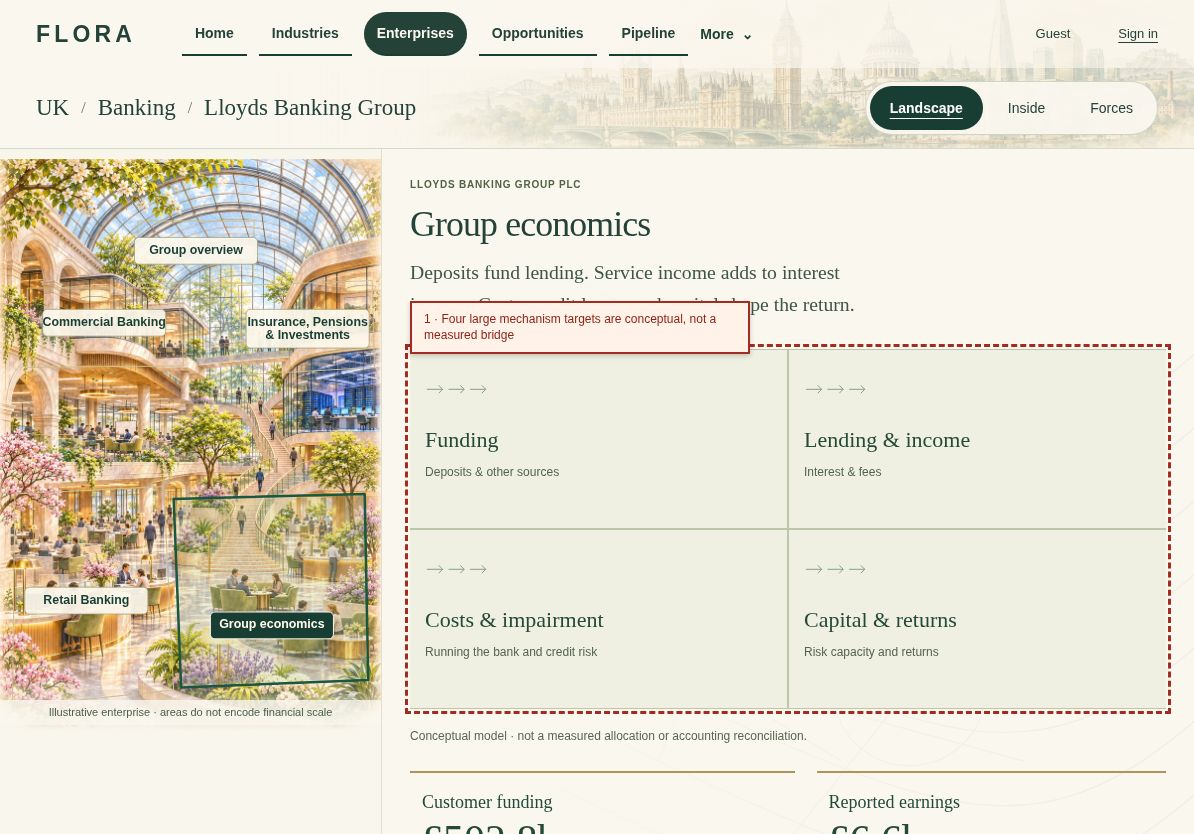 FLORA
Home
Industries
Enterprises
Opportunities
Pipeline
More
Guest
Sign in
UK / Banking / Lloyds Banking Group
Landscape
Inside
Forces
Group overview
Commercial Banking
Insurance, Pensions
& Investments
Retail Banking
Group economics
Illustrative enterprise · areas do not encode financial scale
LLOYDS BANKING GROUP PLC
Group economics
Deposits fund lending. Service income adds to interest
the return.
1 · Four large mechanism targets are conceptual, not a
measured bridge
→→→
Funding
Deposits & other sources
→→→
Lending & income
Interest & fees
→→→
Costs & impairment
Running the bank and credit risk
→→→
Capital & returns
Risk capacity and returns
Conceptual model · not a measured allocation or accounting reconciliation.
Customer funding
Reported earnings